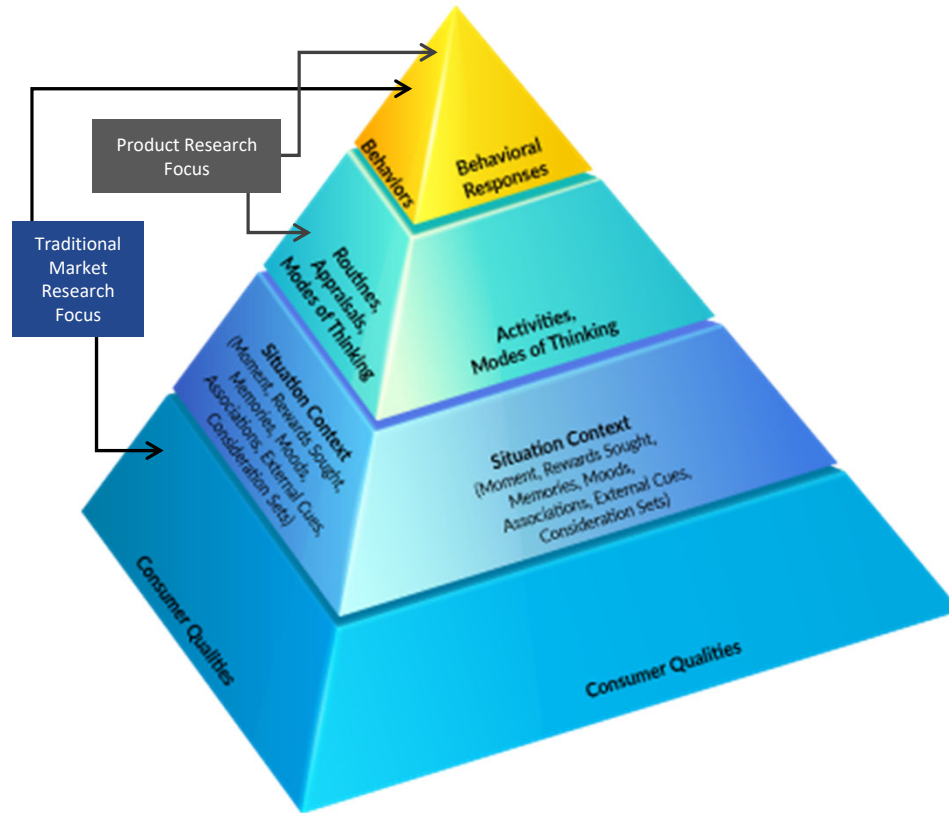 Product Research
Focus
Traditional
Market
Research
Focus
Behaviors
Behavioral
Responses
Routines,
Appraisals,
Modes of Thinking
Activities,
Modes of Thinking
Situation Context
(Moment, Rewards Sought,
Memories, Moods,
Associations, External Cues,
Consideration Sets)
Situation Context
(Moment, Rewards Sought,
Memories, Moods,
Associations, External Cues,
Consideration Sets)
Consumer Qualities
Consumer Qualities